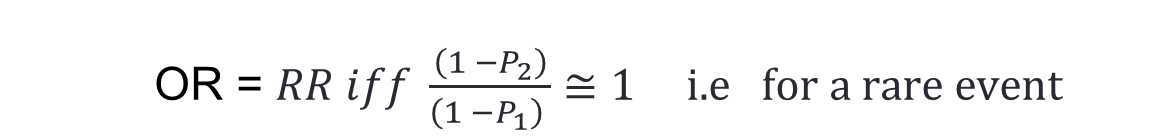 OR = RR iff (1 −P₂)/(1 −P₁) ≅ 1 i.e for a rare event